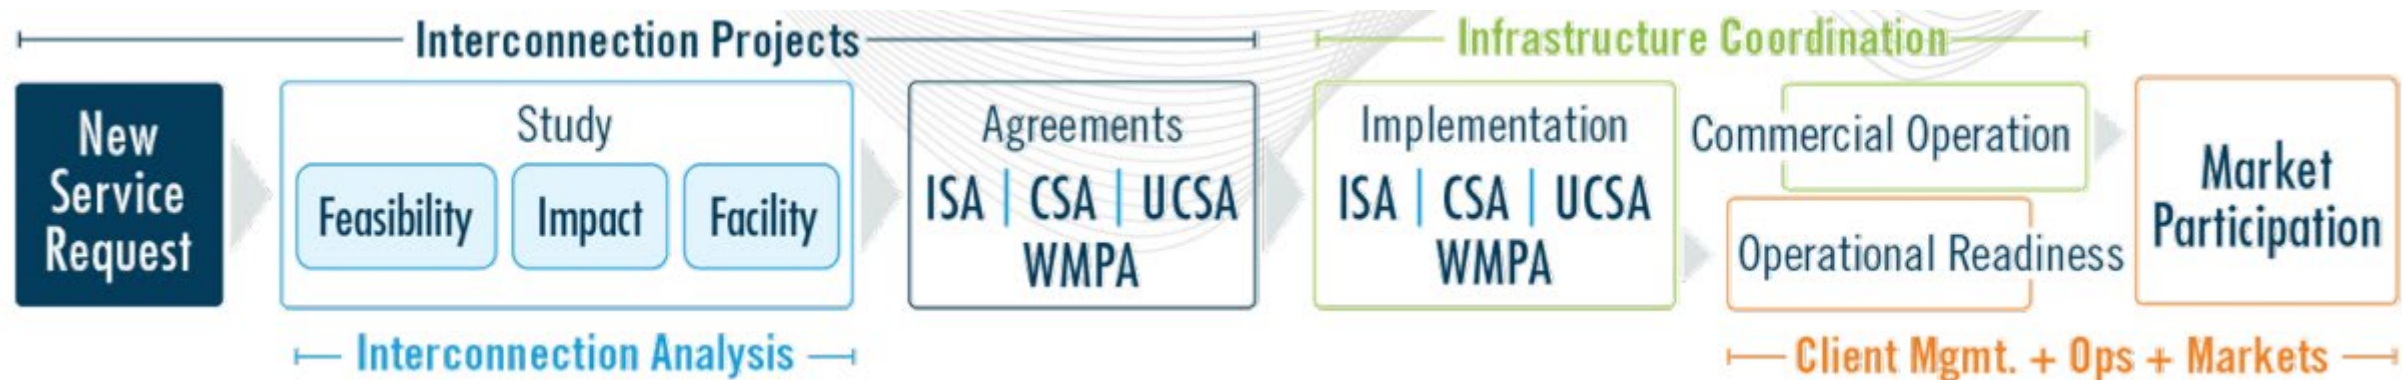 Interconnection Projects
Infrastructure Coordination
New
Service
Request
Study
Feasibility
Impact
Facility
Agreements
ISA | CSA | UCSA
WMPA
Implementation
ISA | CSA | UCSA
WMPA
Commercial Operation
Operational Readiness
Market
Participation
Interconnection Analysis
Client Mgmt. + Ops + Markets